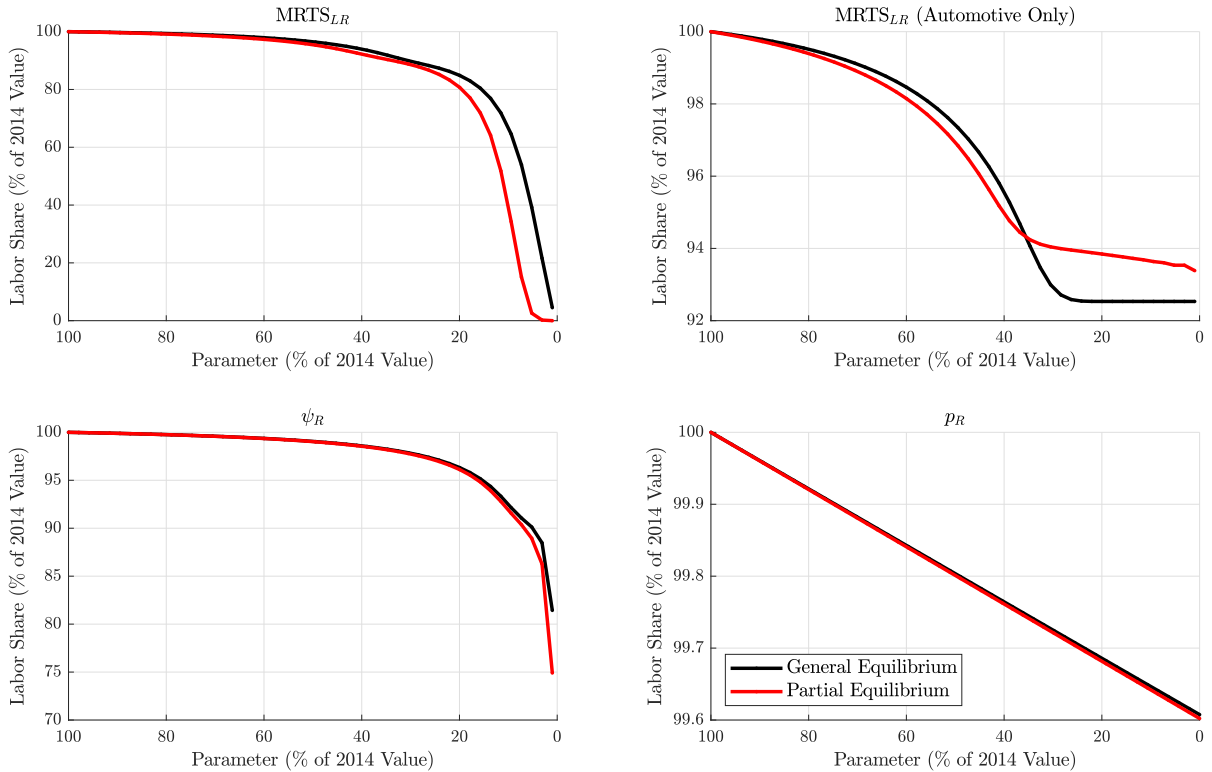 MRTS_LR
100
80
60
40
20
0
Labor Share (% of 2014 Value)
100 80 60 40 20 0
Parameter (% of 2014 Value)
MRTS_LR (Automotive Only)
100
98
96
94
92
Labor Share (% of 2014 Value)
100 80 60 40 20 0
Parameter (% of 2014 Value)
ψ_R
100
95
90
85
80
75
70
Labor Share (% of 2014 Value)
100 80 60 40 20 0
Parameter (% of 2014 Value)
p_R
100
99.9
99.8
99.7
99.6
Labor Share (% of 2014 Value)
General Equilibrium
Partial Equilibrium
100 80 60 40 20 0
Parameter (% of 2014 Value)